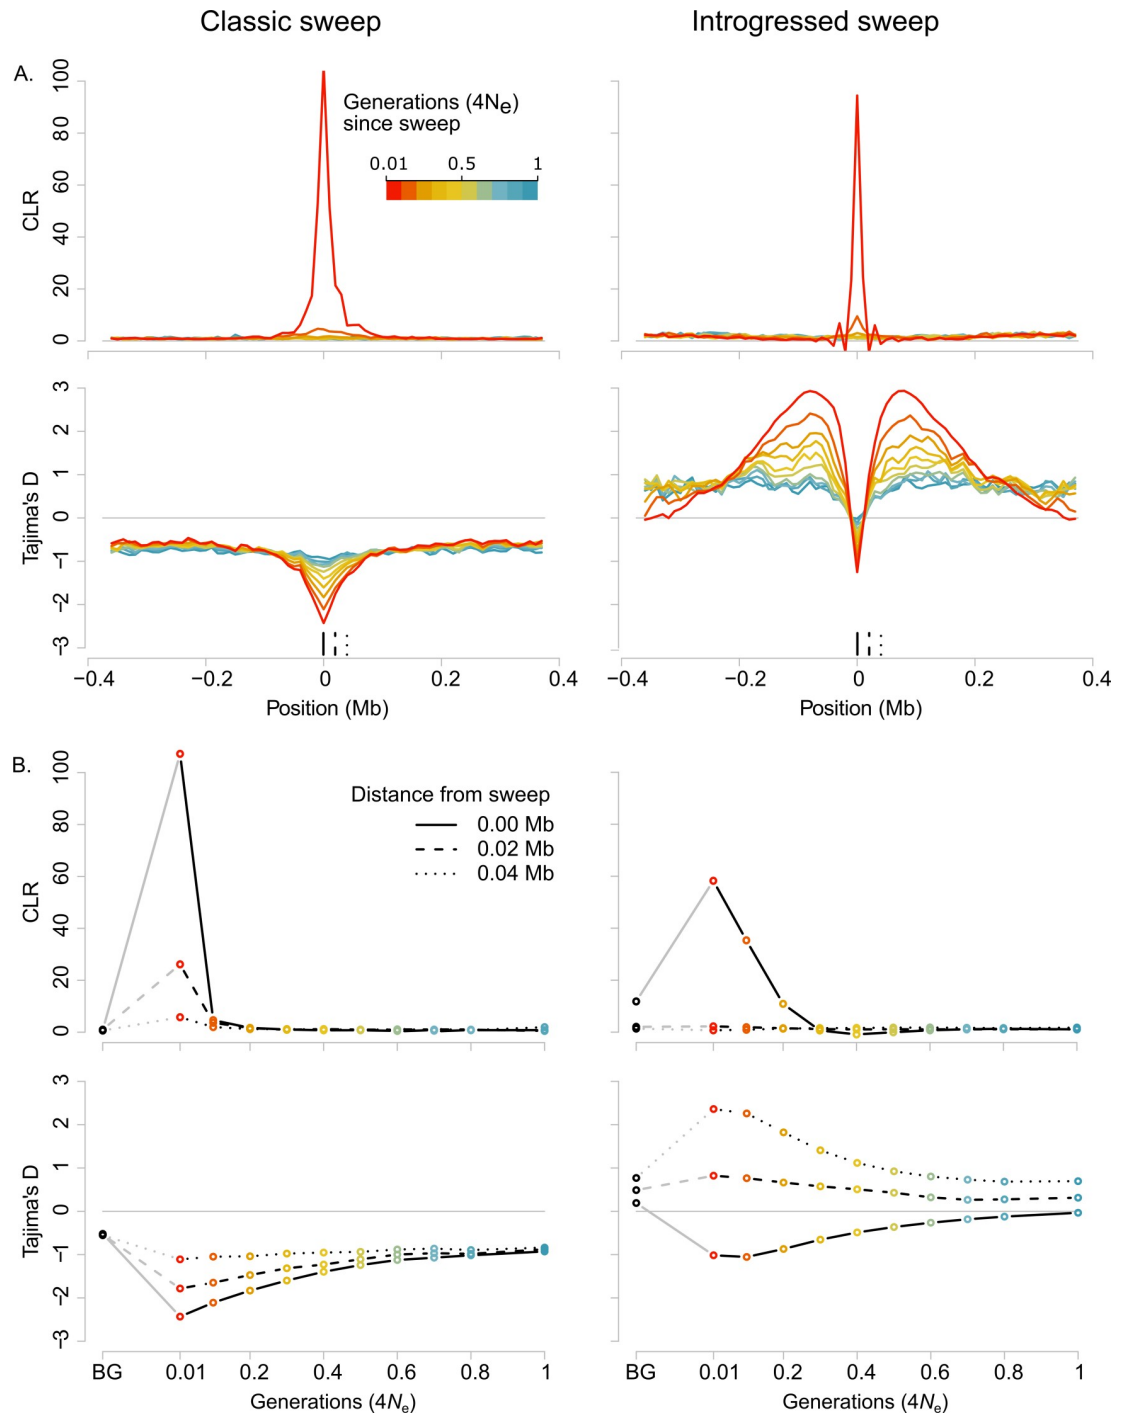 Classic sweep
Introgressed sweep
A.
Generations (4Ne)
since sweep
0.01 0.5 1
CLR
0 20 40 60 80 100
Tajima's D
−3 −2 −1 0 1 2 3
−0.4 −0.2 0 0.2 0.4
−0.4 −0.2 0 0.2 0.4
Position (Mb)
Position (Mb)
B.
Distance from sweep
0.00 Mb
0.02 Mb
0.04 Mb
CLR
0 20 40 60 80 100
Tajima's D
−3 −2 −1 0 1 2 3
BG 0.01 0.2 0.4 0.6 0.8 1
BG 0.01 0.2 0.4 0.6 0.8 1
Generations (4Ne)
Generations (4Ne)